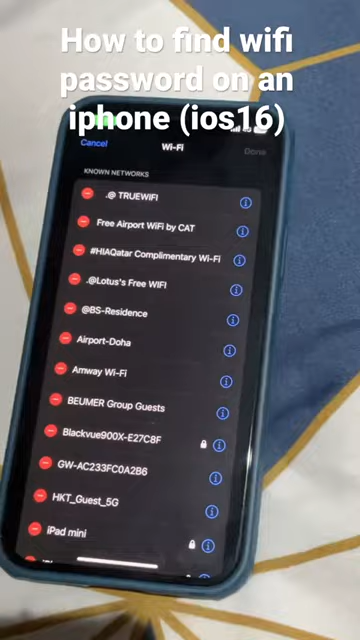 How to find wifi
password on an
iphone (ios16)
Cancel
Wi-Fi
Done
KNOWN NETWORKS
.@ TRUEWIFI
Free Airport WiFi by CAT
#HIAQatar Complimentary Wi-Fi
.@Lotus's Free WIFI
@BS-Residence
Airport-Doha
Amway Wi-Fi
BEUMER Group Guests
Blackvue900X-E27C8F
GW-AC233FC0A2B6
HKT_Guest_5G
iPad mini